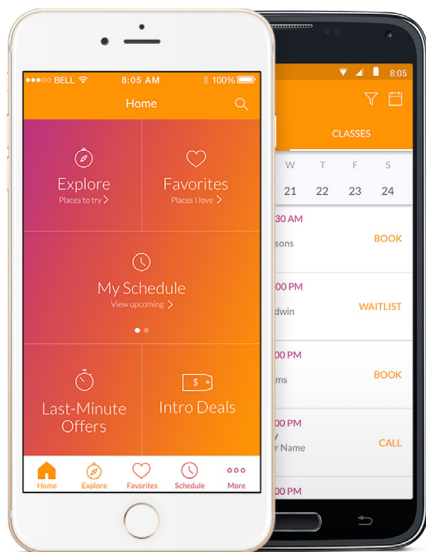 BELL 8:05 AM 100%
Home
Explore
Places to try >
Favorites
Places I love >
My Schedule
View upcoming >
Last-Minute
Offers
Intro Deals
Home Explore Favorites Schedule More
8:05
CLASSES
W T F S
21 22 23 24
30 AM
sons BOOK
00 PM
dwin WAITLIST
00 PM
ms BOOK
00 PM
y
r Name CALL
00 PM